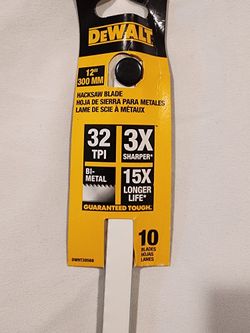 DEWALT
12"
300 MM
HACKSAW BLADE
HOJA DE SIERRA PARA METALES
LAME DE SCIE À MÉTAUX
32
TPI
3X
SHARPER*
BI-
METAL
15X
LONGER
LIFE*
GUARANTEED TOUGH.
10
BLADES
HOJAS
LAMES
DWHT20568